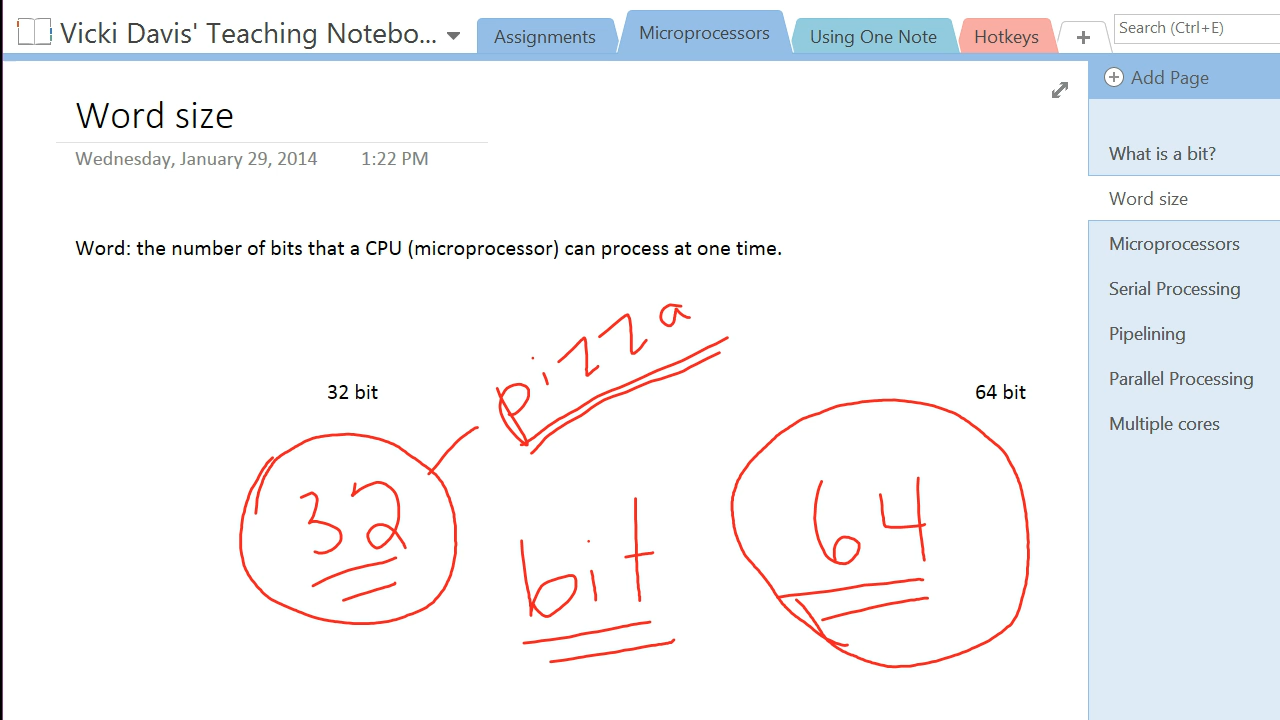 Vicki Davis' Teaching Notebo...
Assignments
Microprocessors
Using One Note
Hotkeys
+
Search (Ctrl+E)
Add Page
Word size
Wednesday, January 29, 2014 1:22 PM
Word: the number of bits that a CPU (microprocessor) can process at one time.
pizza
32 bit
64 bit
32
bit
64
What is a bit?
Word size
Microprocessors
Serial Processing
Pipelining
Parallel Processing
Multiple cores